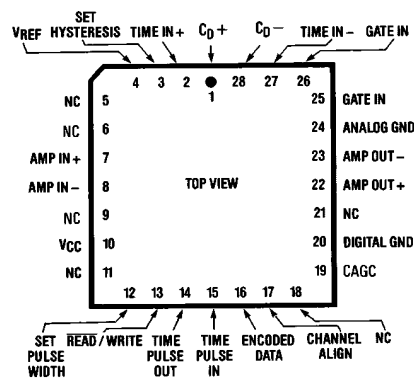 SET
VREF HYSTERESIS TIME IN+ CD+ CD− TIME IN− GATE IN
4 3 2 1 28 27 26
NC 5 25 GATE IN
NC 6 24 ANALOG GND
AMP IN+ 7 23 AMP OUT−
AMP IN− 8 TOP VIEW 22 AMP OUT+
NC 9 21 NC
VCC 10 20 DIGITAL GND
NC 11 19 CAGC
12 13 14 15 16 17 18
SET READ/WRITE TIME TIME ENCODED CHANNEL NC
PULSE PULSE PULSE DATA ALIGN
WIDTH OUT IN